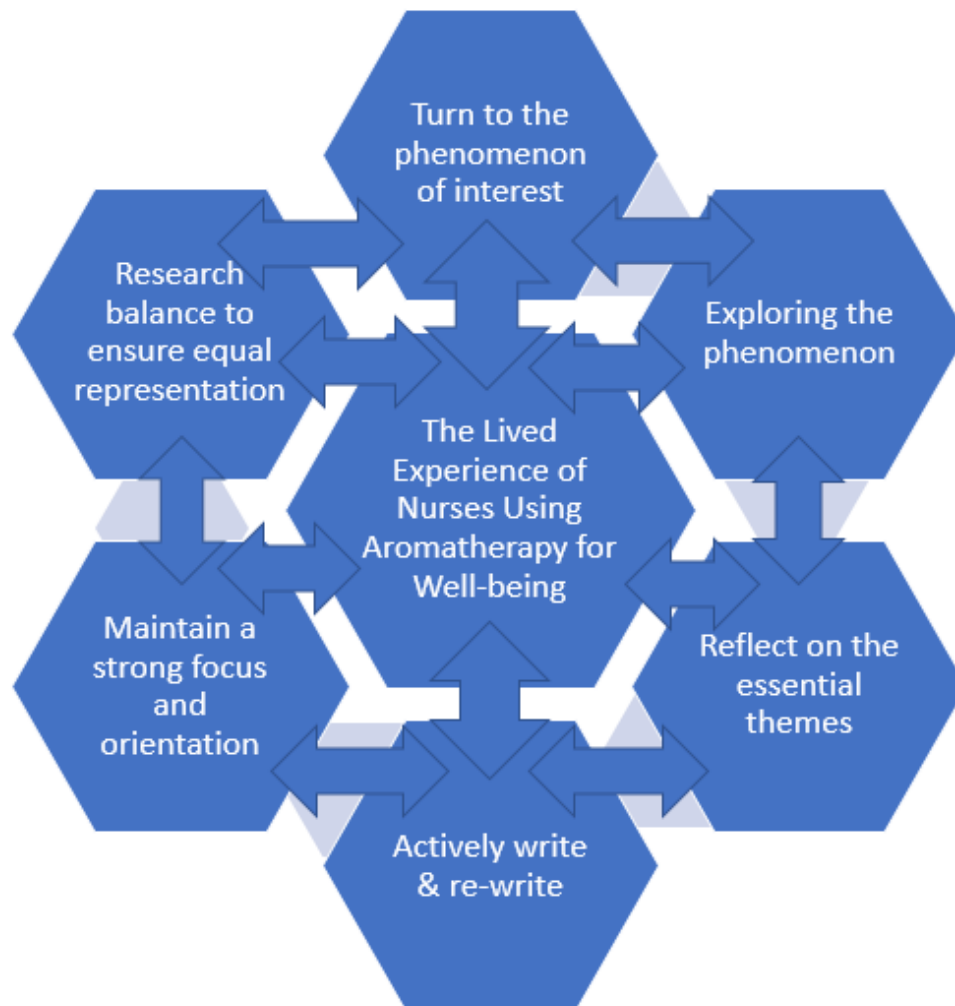 Turn to the
phenomenon
of interest
Exploring the
phenomenon
Reflect on the
essential
themes
Actively write
& re-write
Maintain a
strong focus
and
orientation
Research
balance to
ensure equal
representation
The Lived
Experience of
Nurses Using
Aromatherapy for
Well-being